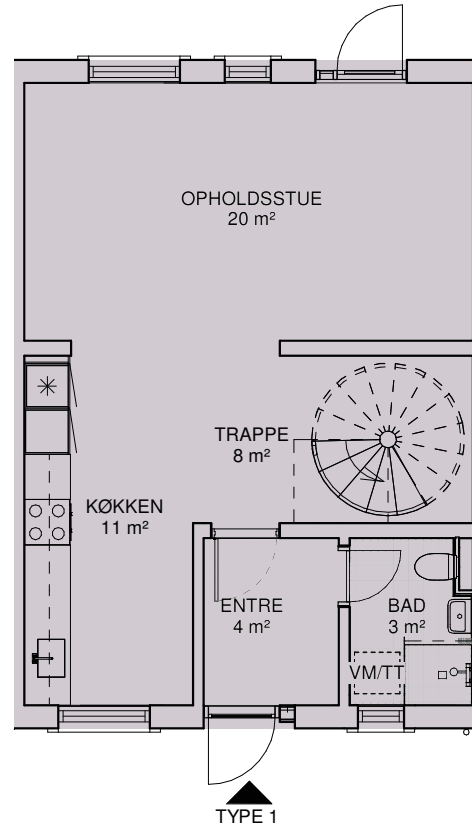 OPHOLDSSTUE
20 m²
TRAPPE
8 m²
KØKKEN
11 m²
ENTRE
4 m²
BAD
3 m²
VM/TT
TYPE 1